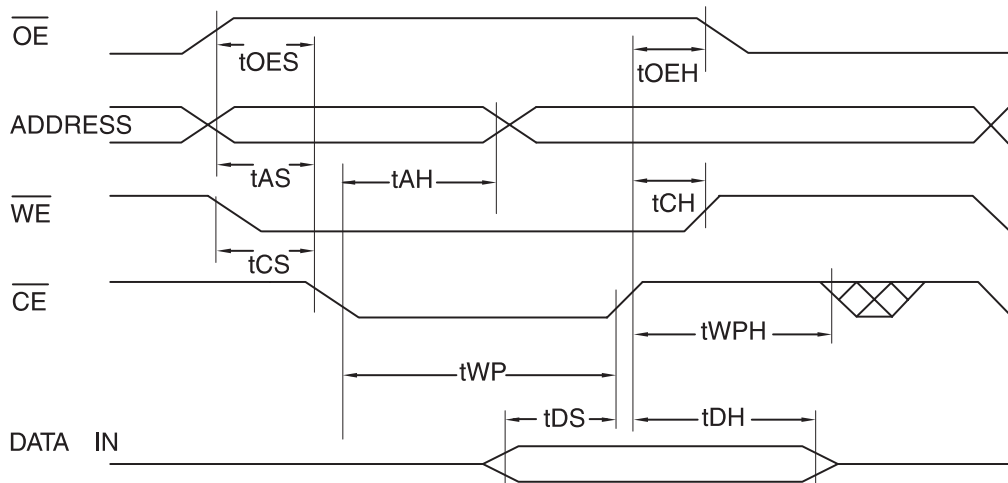 OE
tOES
tOEH
ADDRESS
tAS
tAH
tCH
WE
tCS
CE
tWPH
tWP
tDS
tDH
DATA IN